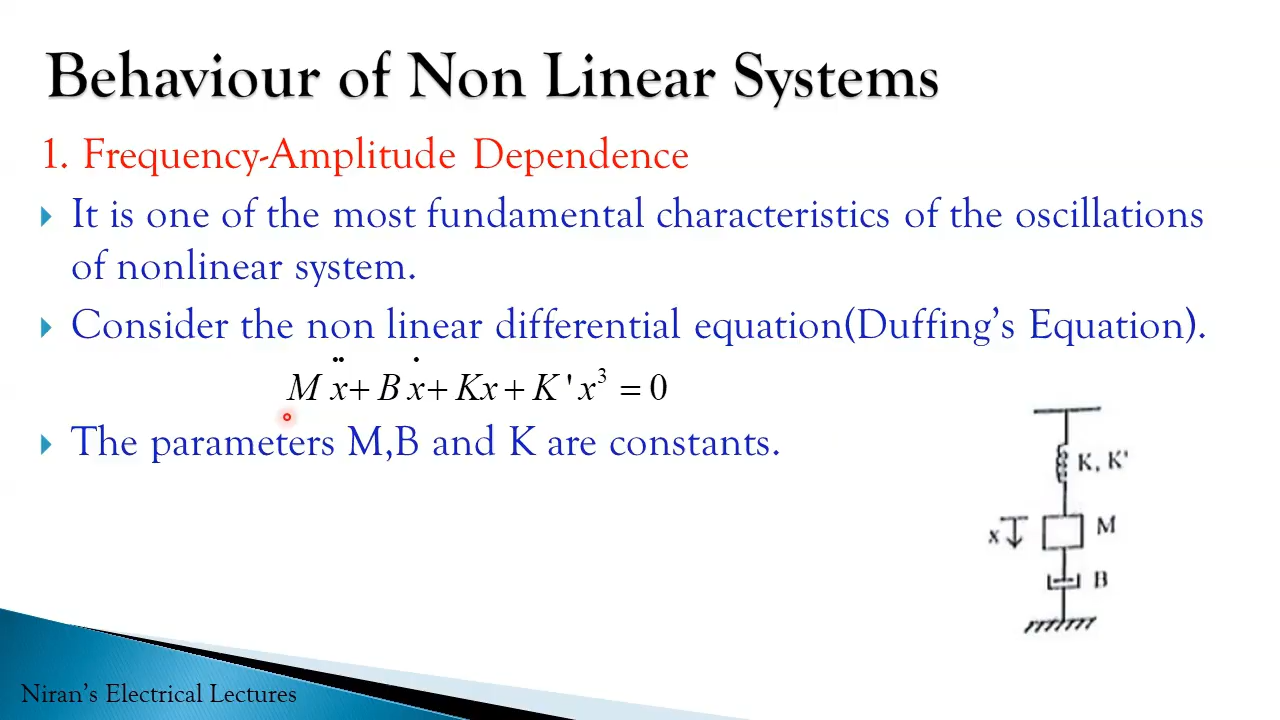 Behaviour of Non Linear Systems
1. Frequency-Amplitude Dependence
It is one of the most fundamental characteristics of the oscillations
of nonlinear system.
Consider the non linear differential equation(Duffing's Equation).
M ẍ+ B ẋ+ Kx + K ' x³ = 0
The parameters M,B and K are constants.
K, K'
M
x
B
Niran's Electrical Lectures